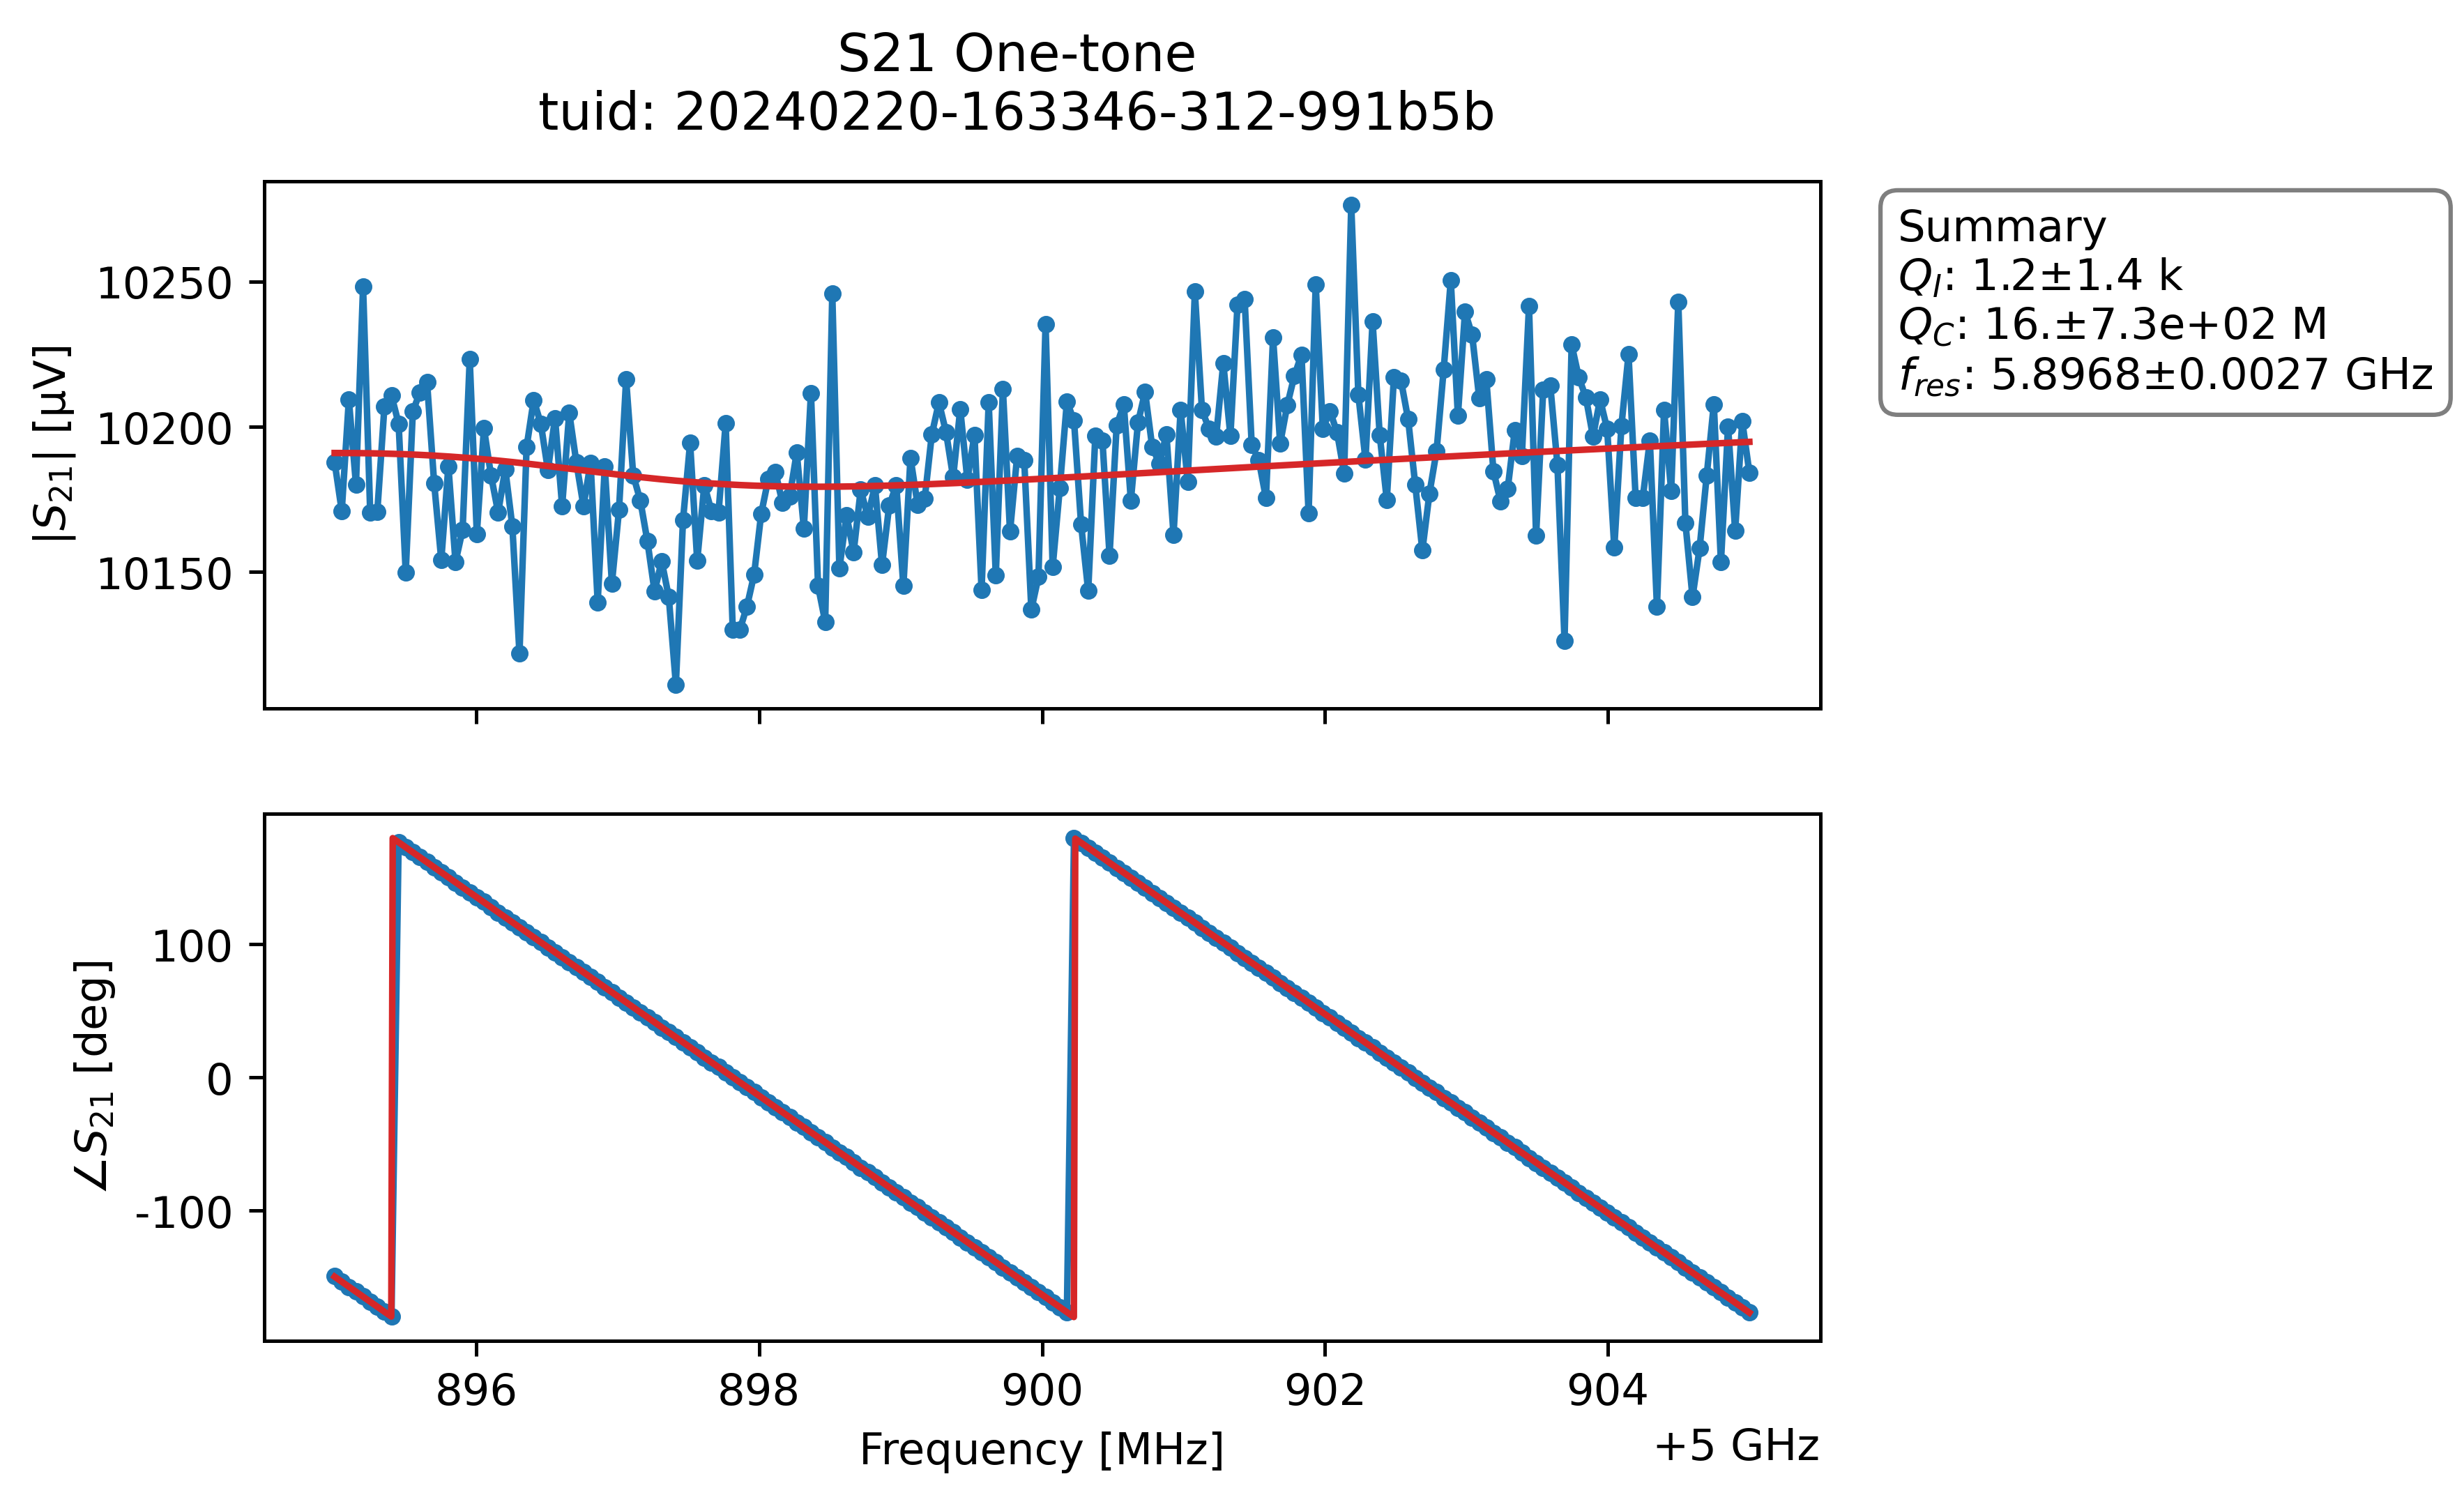 S21 One-tone
tuid: 20240220-163346-312-991b5b
|S21| [µV]
10250
10200
10150
Summary
QI: 1.2±1.4 k
QC: 16.±7.3e+02 M
fres: 5.8968±0.0027 GHz
∠S21 [deg]
100
0
-100
896 898 900 902 904
Frequency [MHz]
+5 GHz